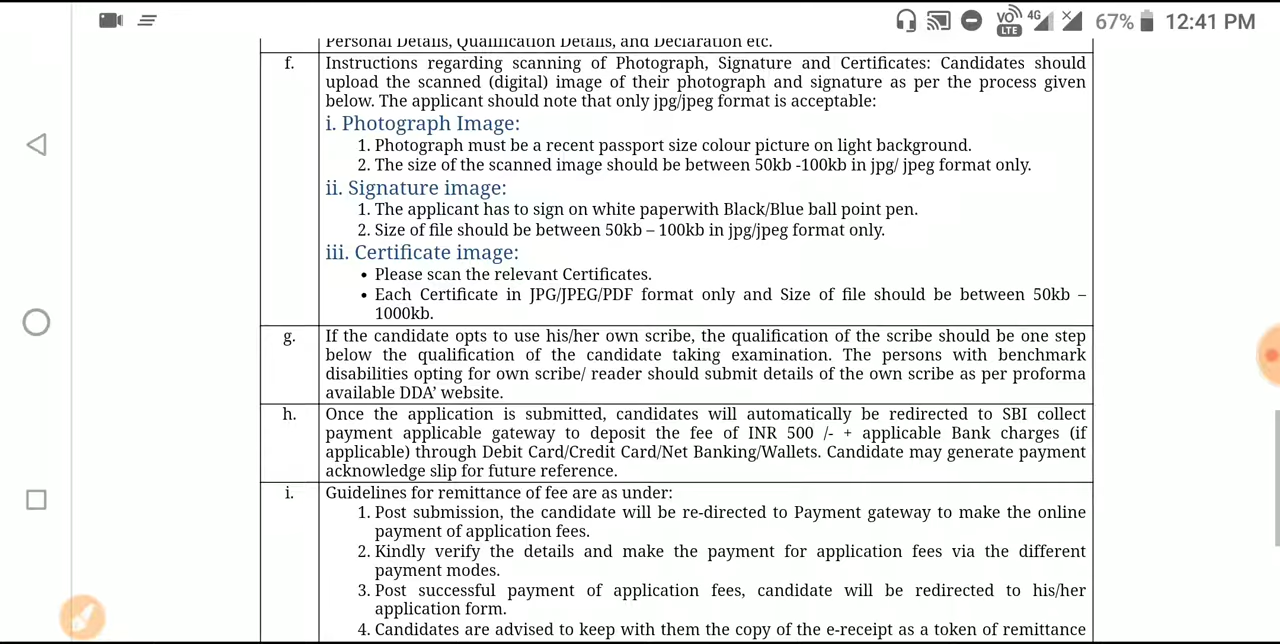 VO 4G 67% 12:41 PM
LTE
Personal Details, Qualification Details, and Declaration etc.
f. Instructions regarding scanning of Photograph, Signature and Certificates: Candidates should
upload the scanned (digital) image of their photograph and signature as per the process given
below. The applicant should note that only jpg/jpeg format is acceptable:
i. Photograph Image:
1. Photograph must be a recent passport size colour picture on light background.
2. The size of the scanned image should be between 50kb -100kb in jpg/ jpeg format only.
ii. Signature image:
1. The applicant has to sign on white paperwith Black/Blue ball point pen.
2. Size of file should be between 50kb – 100kb in jpg/jpeg format only.
iii. Certificate image:
• Please scan the relevant Certificates.
• Each Certificate in JPG/JPEG/PDF format only and Size of file should be between 50kb –
1000kb.
g. If the candidate opts to use his/her own scribe, the qualification of the scribe should be one step
below the qualification of the candidate taking examination. The persons with benchmark
disabilities opting for own scribe/ reader should submit details of the own scribe as per proforma
available DDA’ website.
h. Once the application is submitted, candidates will automatically be redirected to SBI collect
payment applicable gateway to deposit the fee of INR 500 /- + applicable Bank charges (if
applicable) through Debit Card/Credit Card/Net Banking/Wallets. Candidate may generate payment
acknowledge slip for future reference.
i. Guidelines for remittance of fee are as under:
1. Post submission, the candidate will be re-directed to Payment gateway to make the online
payment of application fees.
2. Kindly verify the details and make the payment for application fees via the different
payment modes.
3. Post successful payment of application fees, candidate will be redirected to his/her
application form.
4. Candidates are advised to keep with them the copy of the e-receipt as a token of remittance